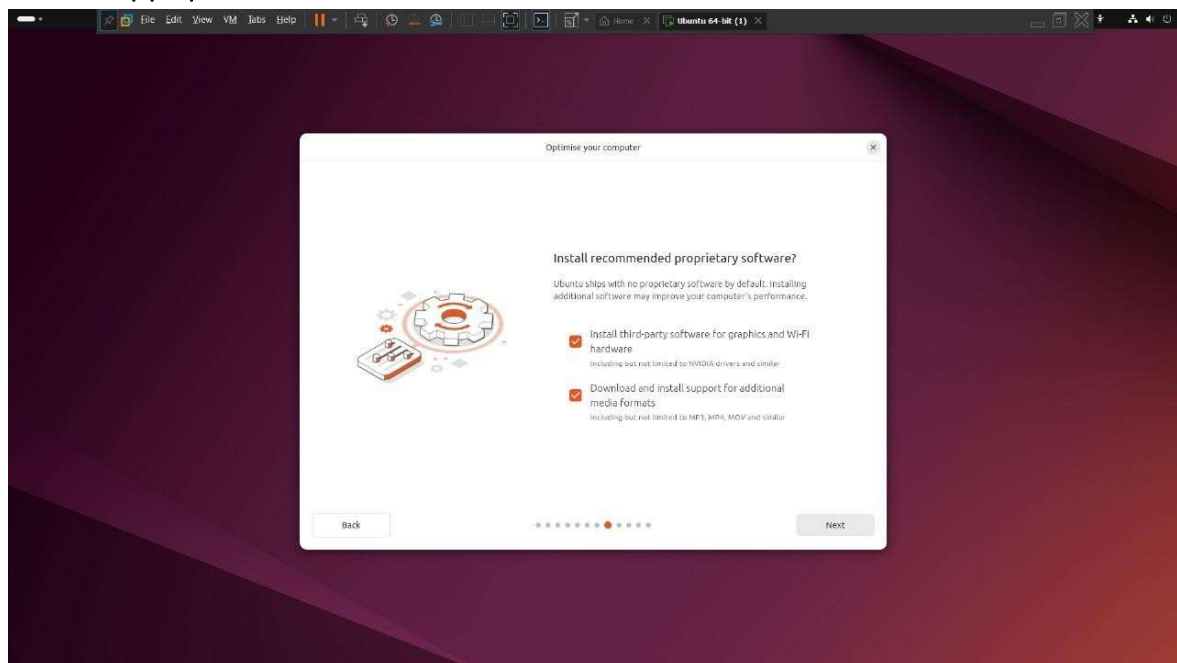 File Edit View VM Tabs Help Home Ubuntu 64-bit (1)
Optimise your computer
Install recommended proprietary software?
Ubuntu ships with no proprietary software by default. Installing
additional software may improve your computer's performance.
Install third-party software for graphics and Wi-Fi
hardware
Including but not limited to NVIDIA drivers and similar
Download and install support for additional
media formats
Including but not limited to MP3, MP4, MOV and similar
Back
Next